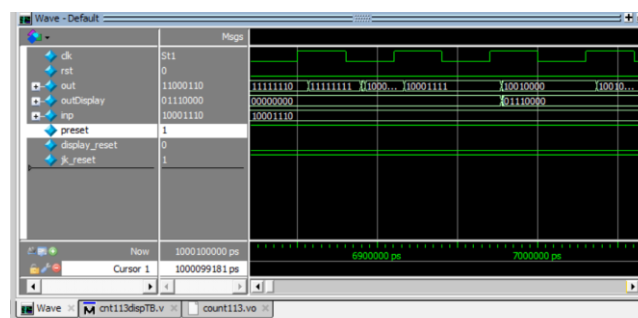 Wave - Default
Msgs
clk St1
rst 0
out 11000110 11111110 11111111 1000... 10001111 10010000 10010...
outDisplay 01110000 00000000 01110000
inp 10001110 10001110
preset 1
display_reset 0
jk_reset 1
Now 1000100000 ps 6900000 ps 7000000 ps
Cursor 1 1000099181 ps
Wave cnt113dispTB.v count113.vo